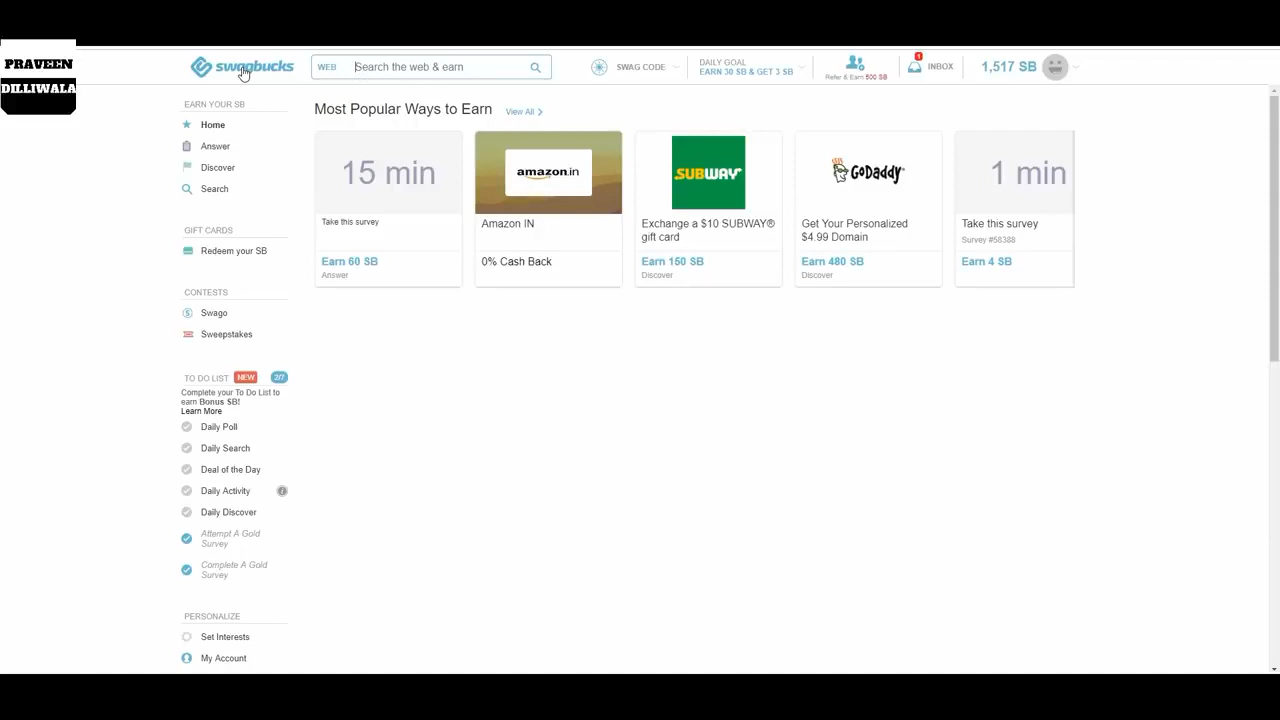 PRAVEEN
DILLIWALA
swagbucks
WEB
Search the web & earn
SWAG CODE
DAILY GOAL
EARN 30 SB & GET 3 SB
Refer & Earn 500 SB
1
INBOX
1,517 SB
EARN YOUR SB
Home
Answer
Discover
Search
GIFT CARDS
Redeem your SB
CONTESTS
Swago
Sweepstakes
TO DO LIST NEW 2/7
Complete your To Do List to
earn Bonus SB!
Learn More
Daily Poll
Daily Search
Deal of the Day
Daily Activity
Daily Discover
Attempt A Gold
Survey
Complete A Gold
Survey
PERSONALIZE
Set Interests
My Account
Most Popular Ways to Earn View All
15 min
Take this survey
Earn 60 SB
Answer
amazon.in
Amazon IN
0% Cash Back
SUBWAY
Exchange a $10 SUBWAY®
gift card
Earn 150 SB
Discover
GoDaddy
Get Your Personalized
$4.99 Domain
Earn 480 SB
Discover
1 min
Take this survey
Survey #58388
Earn 4 SB